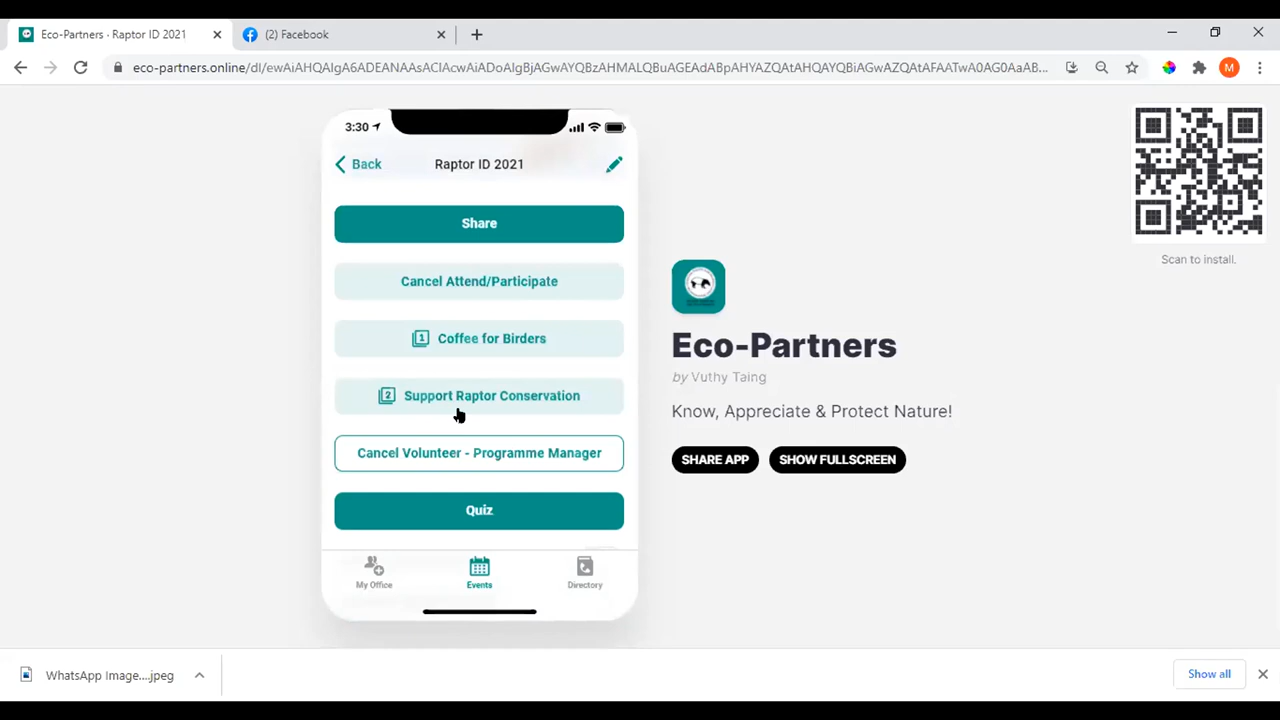 Eco-Partners · Raptor ID 2021
(2) Facebook
eco-partners.online/dl/ewAiAHQAIgA6ADEANAAsACIAcwAiADoAIgBjAGwAYQBzAHMALQBuAGEAdABpAHYAZQAtAHQAYQBiAGwAZQAtAFAATwA0AG0AaAB...
M
3:30
Back
Raptor ID 2021
Share
Cancel Attend/Participate
1 Coffee for Birders
2 Support Raptor Conservation
Cancel Volunteer - Programme Manager
Quiz
My Office
Events
Directory
Scan to install.
Eco-Partners
by Vuthy Taing
Know, Appreciate & Protect Nature!
SHARE APP
SHOW FULLSCREEN
WhatsApp Image....jpeg
Show all